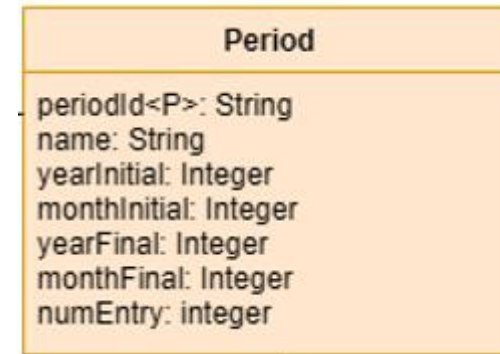 Period
periodId<P>: String
name: String
yearInitial: Integer
monthInitial: Integer
yearFinal: Integer
monthFinal: Integer
numEntry: integer